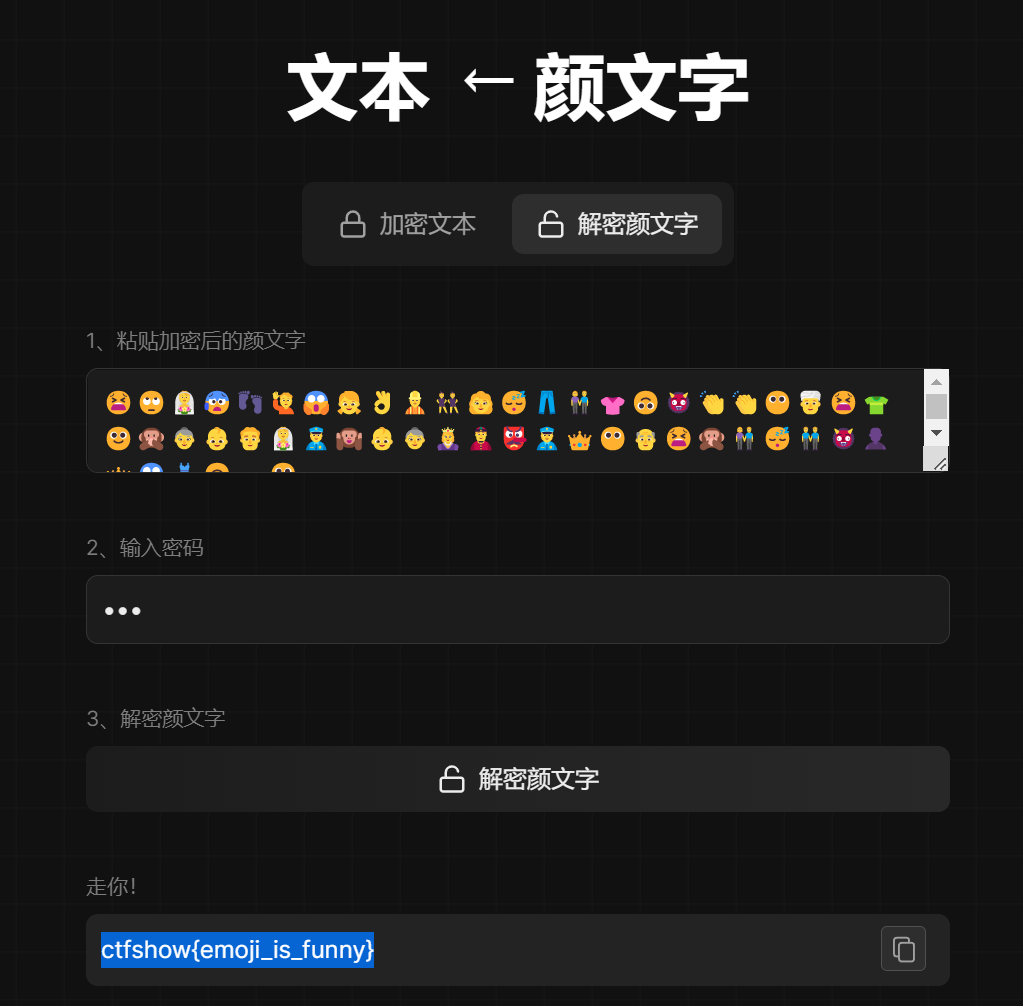 文本 ← 颜文字
加密文本 解密颜文字
1、粘贴加密后的颜文字
2、输入密码
•••
3、解密颜文字
解密颜文字
走你!
ctfshow{emoji_is_funny}